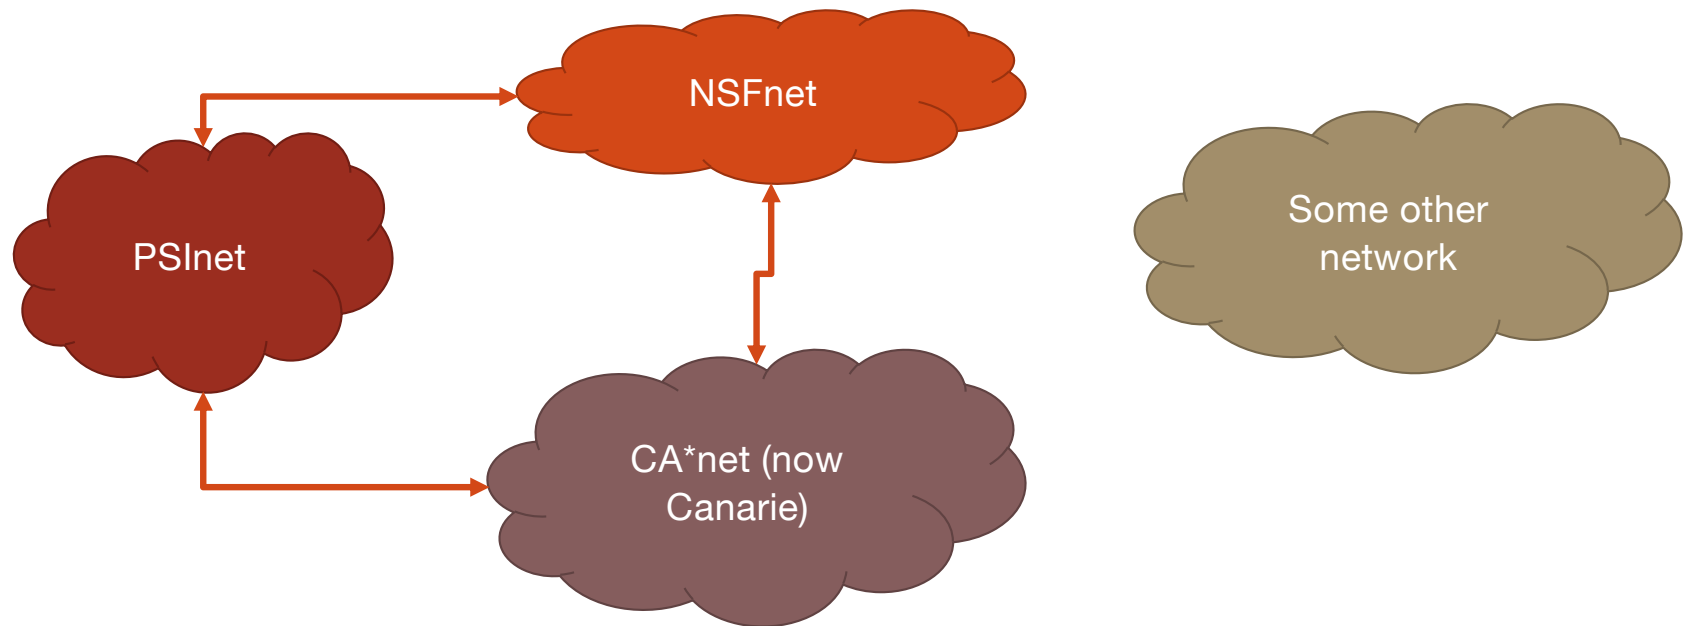 NSFnet
PSInet
Some other
network
CA*net (now
Canarie)